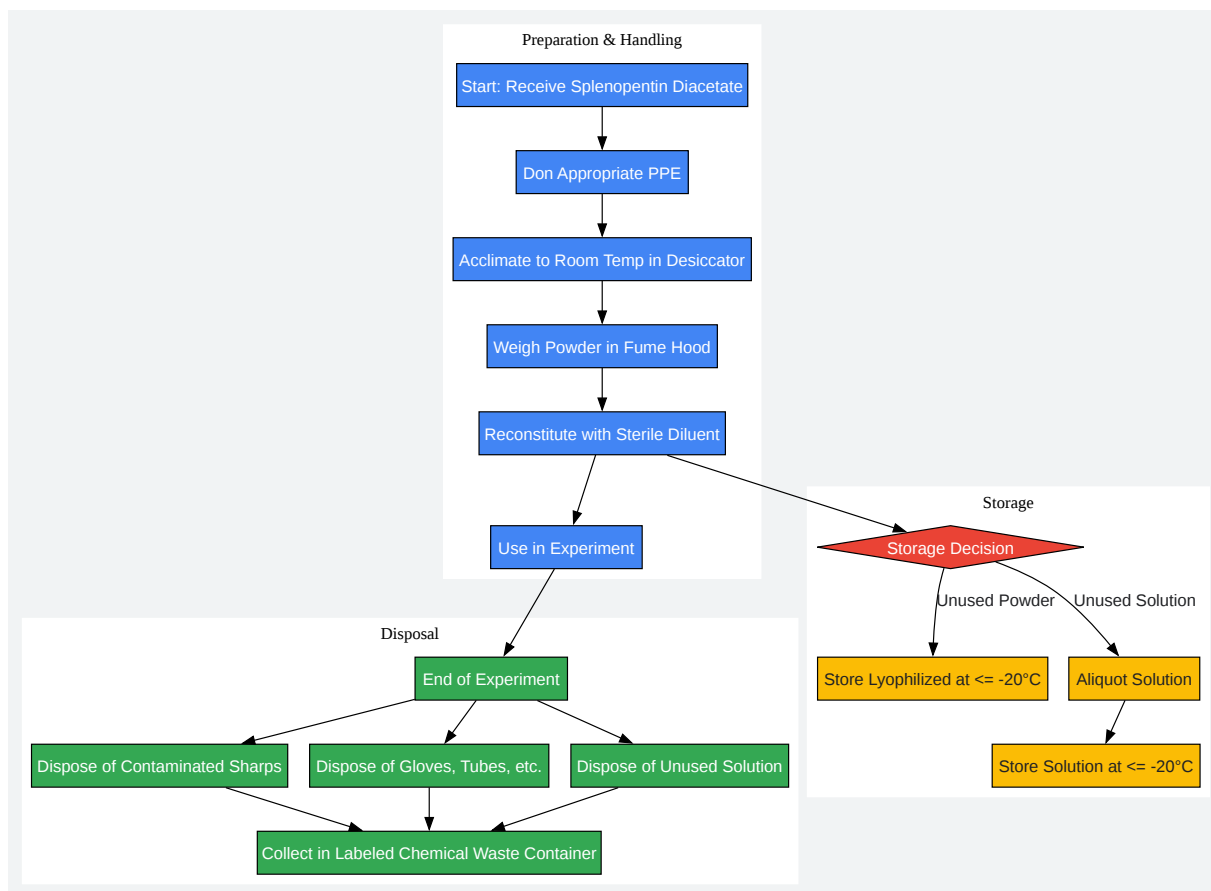 Preparation & Handling
Start: Receive Splenopentin Diacetate
Don Appropriate PPE
Acclimate to Room Temp in Desiccator
Weigh Powder in Fume Hood
Reconstitute with Sterile Diluent
Use in Experiment
Storage
Storage Decision
Unused Powder
Unused Solution
Store Lyophilized at <= -20°C
Aliquot Solution
Store Solution at <= -20°C
Disposal
End of Experiment
Dispose of Contaminated Sharps
Dispose of Gloves, Tubes, etc.
Dispose of Unused Solution
Collect in Labeled Chemical Waste Container